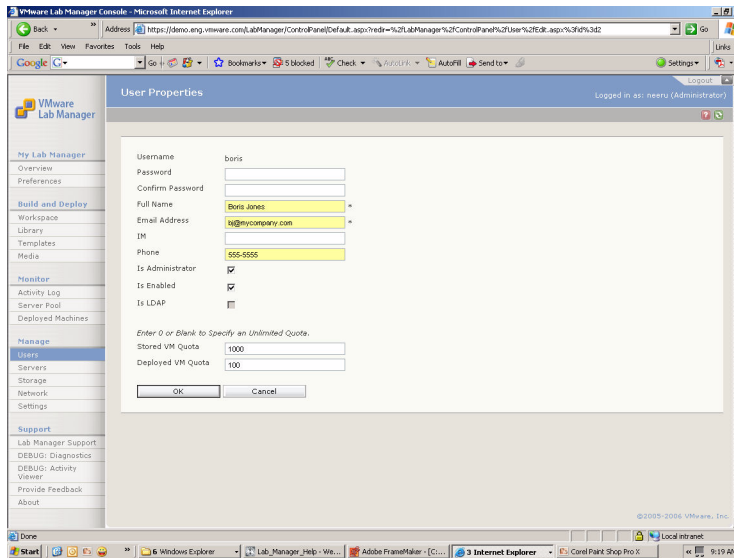 VMware Lab Manager Console - Microsoft Internet Explorer
Back
Address https://demo.eng.vmware.com/LabManager/ControlPanel/Default.aspx?redir=%2fLabManager%2fControlPanel%2fUser%2fEdit.aspx%3fid%3d2
Go
File Edit View Favorites Tools Help
Links
Google G Go Bookmarks 5 blocked Check AutoLink AutoFill Send to Settings
Logout
VMware
Lab Manager
User Properties
Logged in as: neeru (Administrator)
My Lab Manager
Overview
Preferences
Build and Deploy
Workspace
Library
Templates
Media
Monitor
Activity Log
Server Pool
Deployed Machines
Manage
Users
Servers
Storage
Network
Settings
Support
Lab Manager Support
DEBUG: Diagnostics
DEBUG: Activity
Viewer
Provide Feedback
About
Username boris
Password
Confirm Password
Full Name Boris Jones *
Email Address bj@mycompany.com *
IM
Phone 555-5555
Is Administrator
Is Enabled
Is LDAP
Enter 0 or Blank to Specify an Unlimited Quota.
Stored VM Quota 1000
Deployed VM Quota 100
OK Cancel
©2005-2006 VMware, Inc.
Done
Local intranet
Start 6 Windows Explorer Lab_Manager_Help - We... Adobe FrameMaker - [C:... 3 Internet Explorer Corel Paint Shop Pro X 9:19 AM